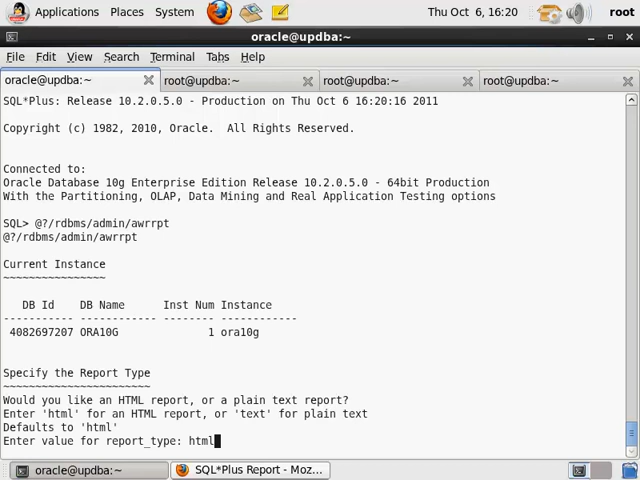 Applications Places System Thu Oct 6, 16:20 root
oracle@updba:~
File Edit View Search Terminal Tabs Help
oracle@updba:~ root@updba:~ root@updba:~ root@updba:~
SQL*Plus: Release 10.2.0.5.0 - Production on Thu Oct 6 16:20:16 2011
Copyright (c) 1982, 2010, Oracle.  All Rights Reserved.
Connected to:
Oracle Database 10g Enterprise Edition Release 10.2.0.5.0 - 64bit Production
With the Partitioning, OLAP, Data Mining and Real Application Testing options
SQL> @?/rdbms/admin/awrrpt
@?/rdbms/admin/awrrpt
Current Instance
~~~~~~~~~~~~~~~~
DB Id    DB Name      Inst Num Instance
----------- ------------ -------- ------------
4082697207 ORA10G              1 ora10g
Specify the Report Type
~~~~~~~~~~~~~~~~~~~~~~~
Would you like an HTML report, or a plain text report?
Enter 'html' for an HTML report, or 'text' for plain text
Defaults to 'html'
Enter value for report_type: html
oracle@updba:~ SQL*Plus Report - Moz...